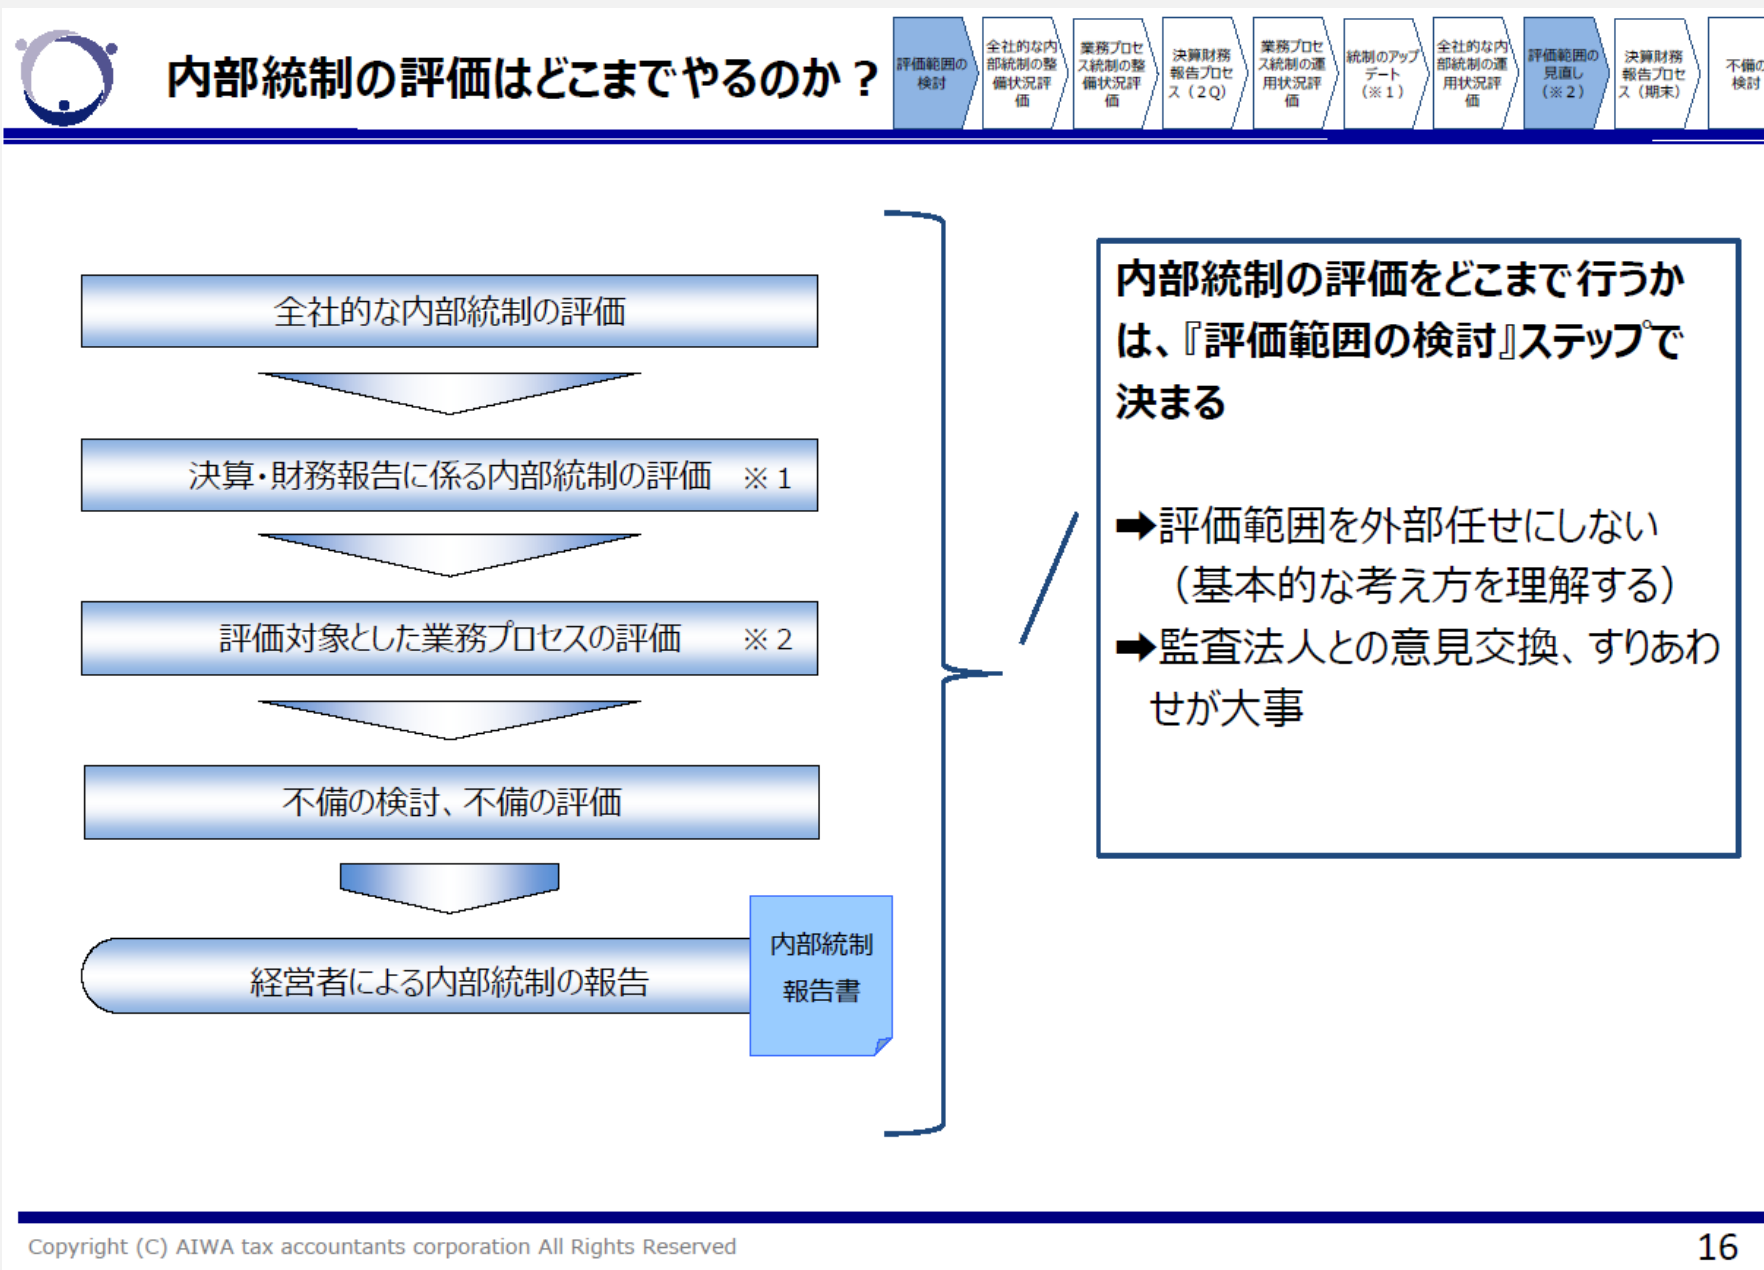 内部統制の評価はどこまでやるのか？
評価範囲の
検討
全社的な内
部統制の整
備状況評
価
業務プロセ
ス統制の整
備状況評
価
決算財務
報告プロセ
ス（２Q）
業務プロセ
ス統制の運
用状況評
価
統制のアップ
デート
（※１）
全社的な内
部統制の運
用状況評
価
評価範囲の
見直し
（※２）
決算財務
報告プロセ
ス（期末）
不備の
検討
全社的な内部統制の評価
決算・財務報告に係る内部統制の評価　※１
評価対象とした業務プロセスの評価　※２
不備の検討、不備の評価
経営者による内部統制の報告
内部統制
報告書
内部統制の評価をどこまで行うか
は、『評価範囲の検討』ステップで
決まる
➡評価範囲を外部任せにしない
（基本的な考え方を理解する）
➡監査法人との意見交換、すりあわ
せが大事
Copyright (C) AIWA tax accountants corporation All Rights Reserved
16